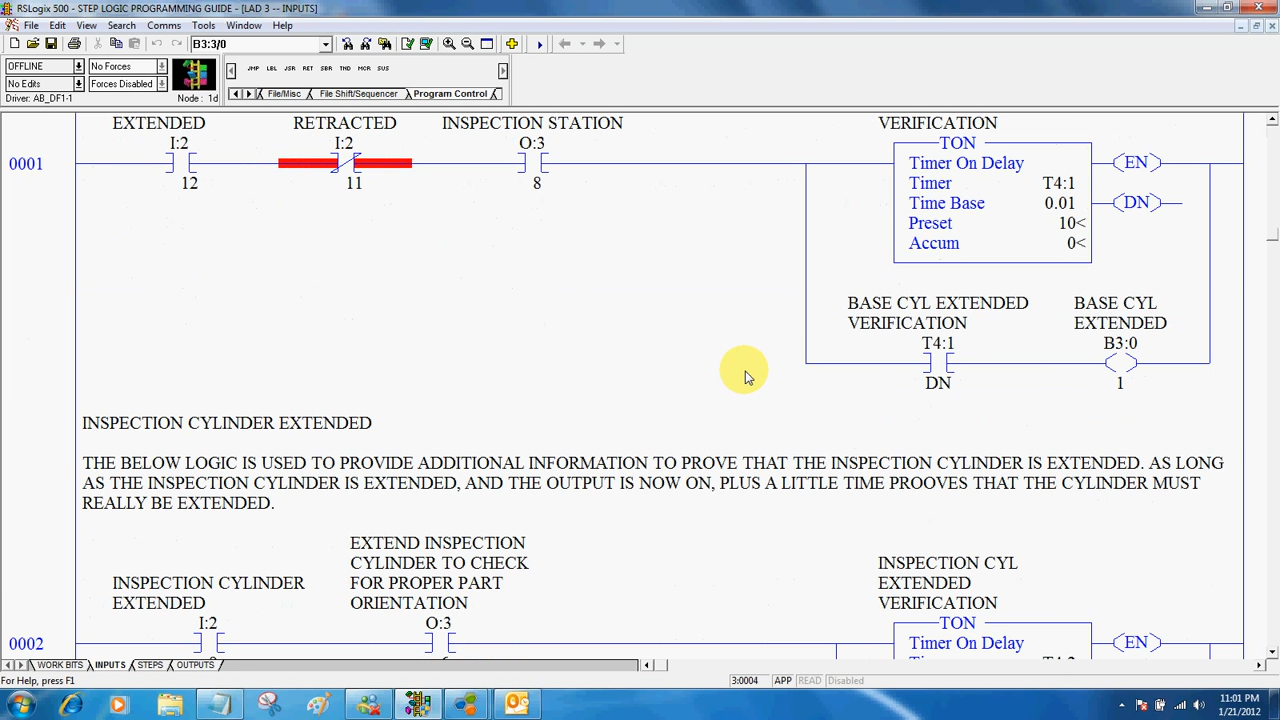 RSLogix 500 - STEP LOGIC PROGRAMMING GUIDE - [LAD 3 -- INPUTS]
File Edit View Search Comms Tools Window Help
B3:3/0
OFFLINE No Forces
No Edits Forces Disabled
Driver: AB_DF1-1 Node : 1d
JMP LBL JSR RET SBR TND MCR SUS
File/Misc File Shift/Sequencer Program Control
EXTENDED RETRACTED INSPECTION STATION VERIFICATION
I:2 I:2 O:3 TON
0001 Timer On Delay EN
12 11 8 Timer T4:1
Time Base 0.01 DN
Preset 10<
Accum 0<
BASE CYL EXTENDED BASE CYL
VERIFICATION EXTENDED
T4:1 B3:0
DN 1
INSPECTION CYLINDER EXTENDED
THE BELOW LOGIC IS USED TO PROVIDE ADDITIONAL INFORMATION TO PROVE THAT THE INSPECTION CYLINDER IS EXTENDED. AS LONG
AS THE INSPECTION CYLINDER IS EXTENDED, AND THE OUTPUT IS NOW ON, PLUS A LITTLE TIME PROOVES THAT THE CYLINDER MUST
REALLY BE EXTENDED.
EXTEND INSPECTION
CYLINDER TO CHECK INSPECTION CYL
INSPECTION CYLINDER FOR PROPER PART EXTENDED
EXTENDED ORIENTATION VERIFICATION
I:2 O:3 TON
0002 Timer On Delay EN
WORK BITS INPUTS STEPS OUTPUTS
For Help, press F1 3:0004 APP READ Disabled
11:01 PM
1/21/2012